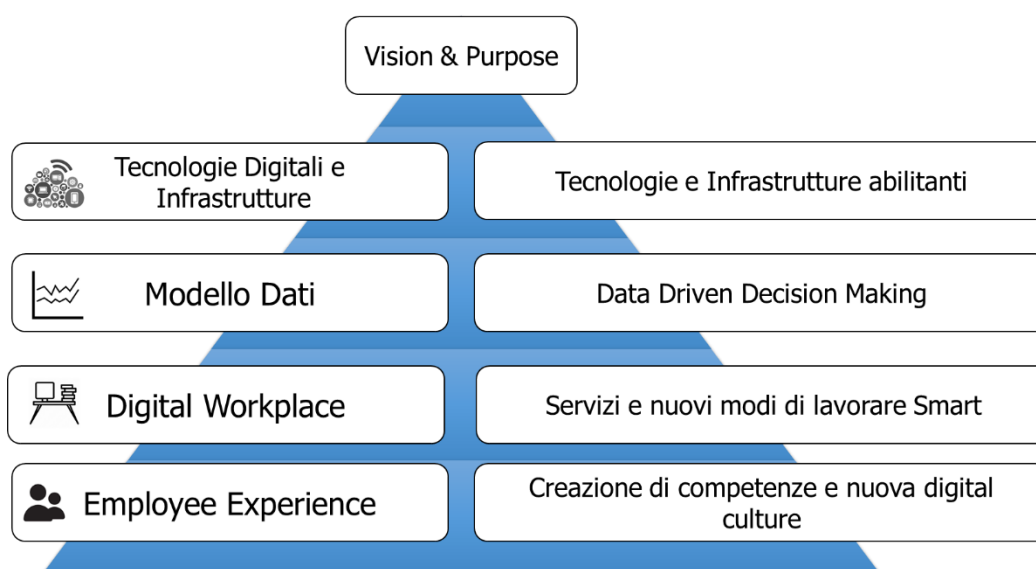 Vision & Purpose
Tecnologie Digitali e
Infrastrutture
Tecnologie e Infrastrutture abilitanti
Modello Dati
Data Driven Decision Making
Digital Workplace
Servizi e nuovi modi di lavorare Smart
Employee Experience
Creazione di competenze e nuova digital
culture